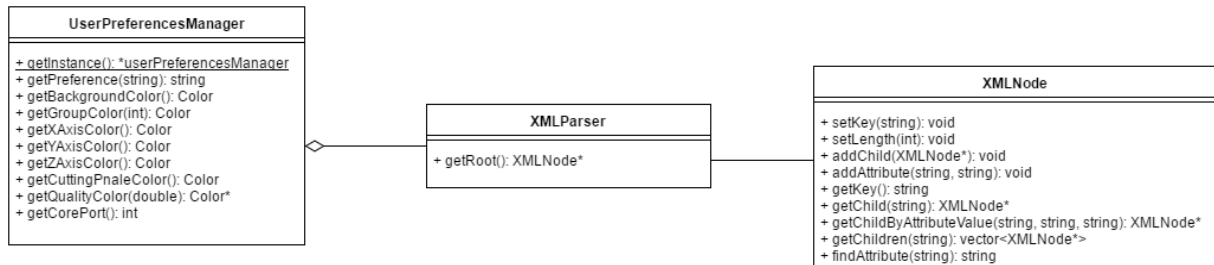 UserPreferencesManager
+ getInstance(): *userPreferencesManager
+ getPreference(string): string
+ getBackgroundColor(): Color
+ getGroupColor(int): Color
+ getXAxisColor(): Color
+ getYAxisColor(): Color
+ getZAxisColor(): Color
+ getCuttingPnaleColor(): Color
+ getQualityColor(double): Color*
+ getCorePort(): int
XMLParser
+ getRoot(): XMLNode*
XMLNode
+ setKey(string): void
+ setLength(int): void
+ addChild(XMLNode*): void
+ addAttribute(string, string): void
+ getKey(): string
+ getChild(string): XMLNode*
+ getChildByAttributeValue(string, string, string): XMLNode*
+ getChildren(string): vector<XMLNode*>
+ findAttribute(string): string